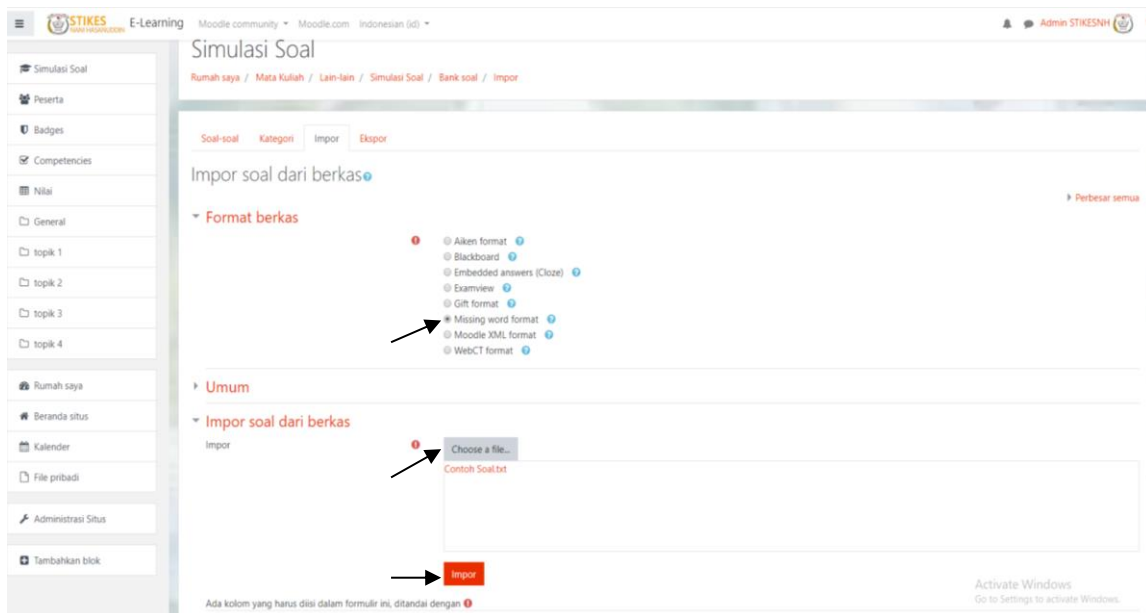 STIKES E-Learning Moodle community Moodle.com Indonesian (id) Admin STIKESNH
NANI HASANUDDIN
Simulasi Soal
Rumah saya / Mata Kuliah / Lain-lain / Simulasi Soal / Bank soal / Impor
Simulasi Soal
Peserta
Badges
Competencies
Nilai
General
topik 1
topik 2
topik 3
topik 4
Rumah saya
Beranda situs
Kalender
File pribadi
Administrasi Situs
Tambahkan blok
Soal-soal Kategori Impor Ekspor
Impor soal dari berkas
Perbesar semua
Format berkas
Aiken format
Blackboard
Embedded answers (Cloze)
Examview
Gift format
Missing word format
Moodle XML format
WebCT format
Umum
Impor soal dari berkas
Impor Choose a file...
Contoh Soal.txt
Impor
Ada kolom yang harus diisi dalam formulir ini, ditandai dengan
Activate Windows
Go to Settings to activate Windows.